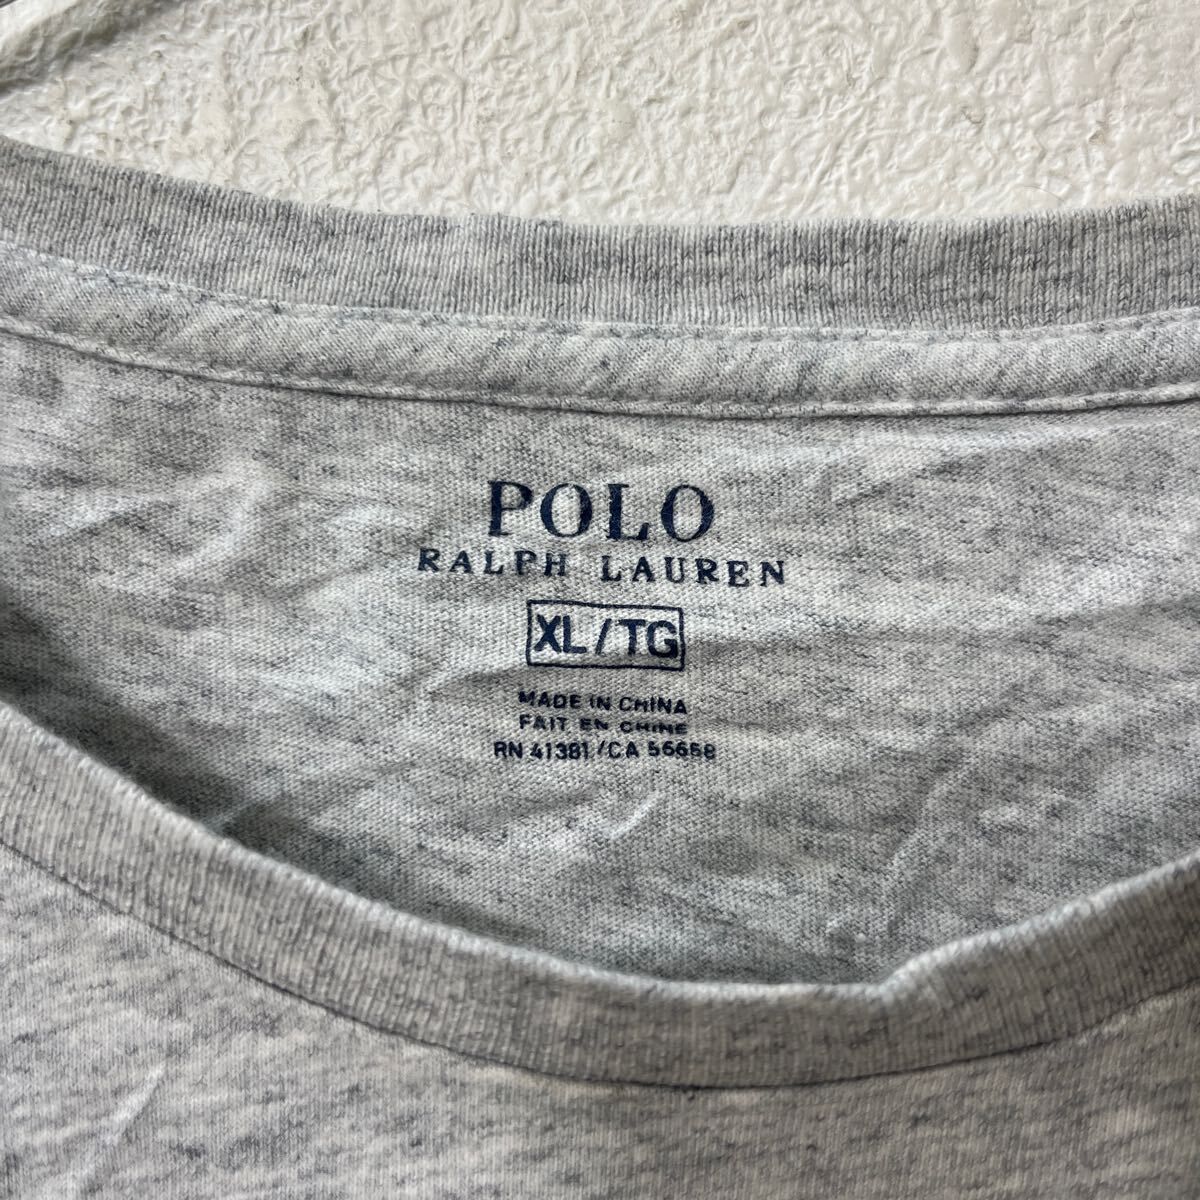 POLO
RALPH LAUREN
XL/TG
MADE IN CHINA
FAIT EN CHINE
RN 41381/CA 56658